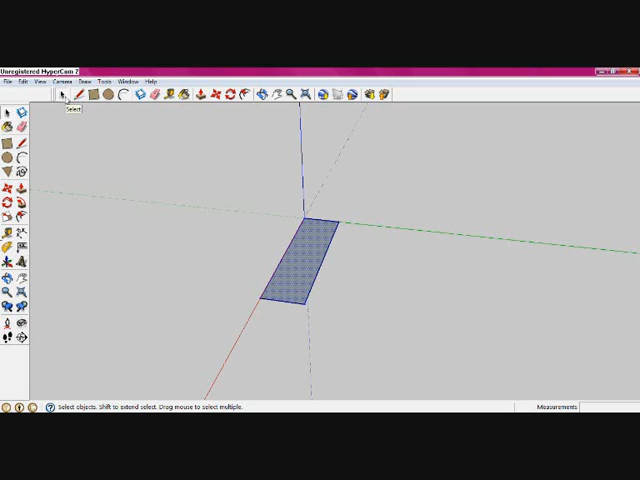 Unregistered HyperCam 2
File Edit View Camera Draw Tools Window Help
Select
Select objects. Shift to extend select. Drag mouse to select multiple.
Measurements